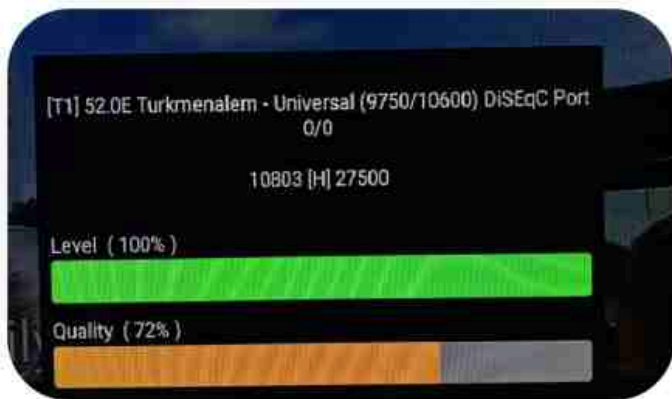 [T1] 52.0E Turkmenalem - Universal (9750/10600) DiSEqC Port
0/0
10803 [H] 27500
Level ( 100% )
Quality ( 72% )